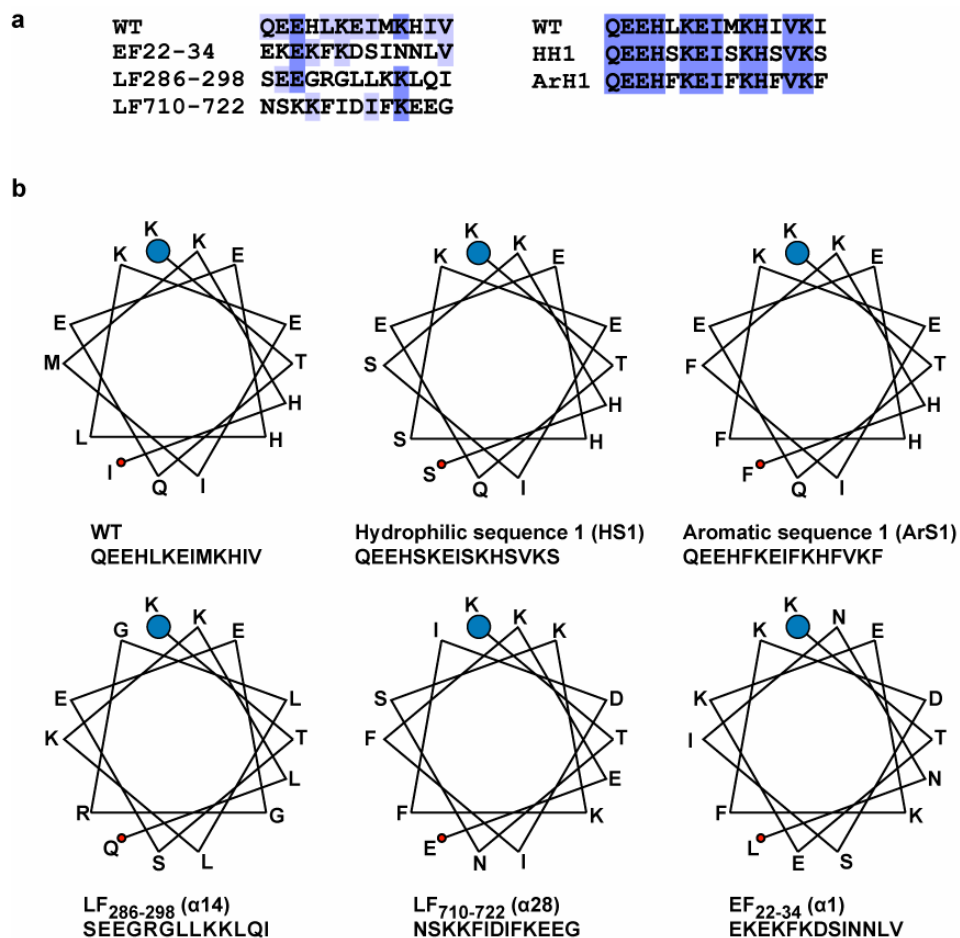 a
WT QEEHLKEIMKHIV
EF22-34 EKEKFKDSINNLV
LF286-298 SEEGRGLLKKLQI
LF710-722 NSKKFIDIFKEEG
WT QEEHLKEIMKHIVKI
HH1 QEEHSKEISKHSVKS
ArH1 QEEHFKEIFKHFVKF
b
K
K K E
E E
M T
H
L H
I Q I
WT
QEEHLKEIMKHIV
K
K K E
E E
S T
H
S H
S Q I
Hydrophilic sequence 1 (HS1)
QEEHSKEISKHSVKS
K
K K E
E E
F T
H
F H
F Q I
Aromatic sequence 1 (ArS1)
QEEHFKEIFKHFVKF
K
G K E
E L
K T
L
R G
Q S L
LF286-298 (α14)
SEEGRGLLKKLQI
K
I K K
S D
F T
E
F K
E N I
LF710-722 (α28)
NSKKFIDIFKEEG
K
K N E
K D
I T
N
F K
L E S
EF22-34 (α1)
EKEKFKDSINNLV